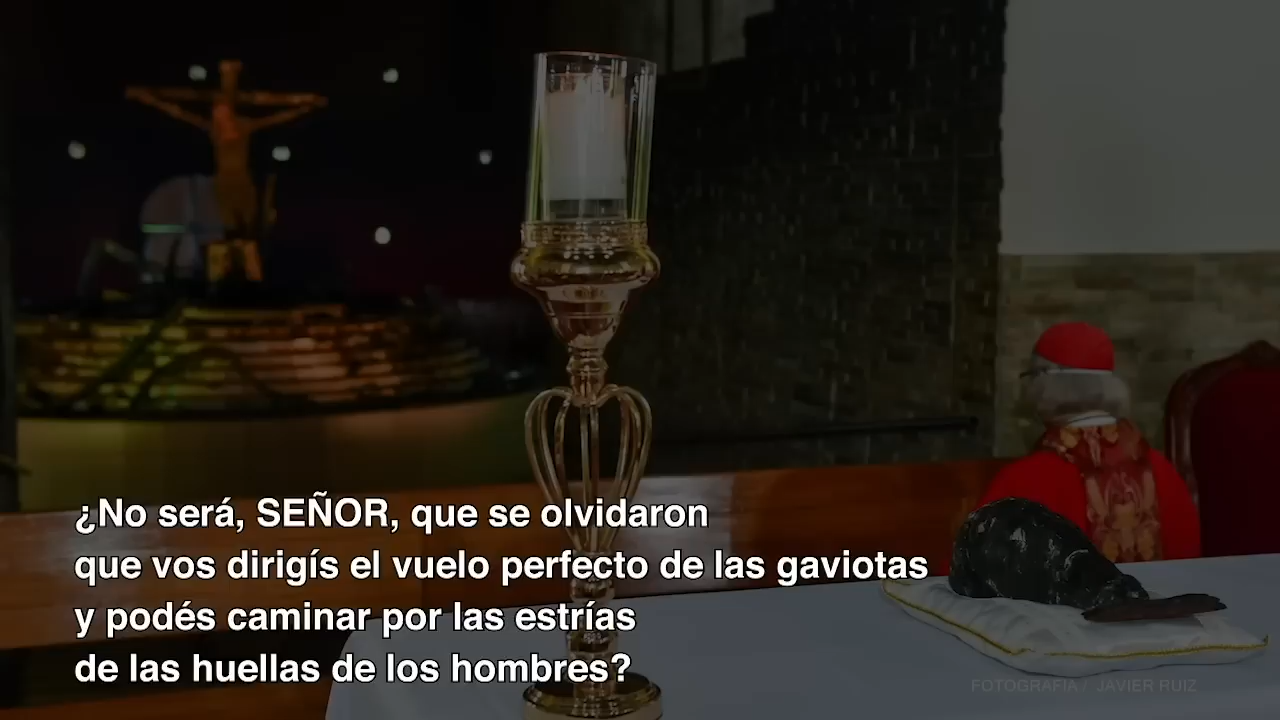 ¿No será, SEÑOR, que se olvidaron
que vos dirigís el vuelo perfecto de las gaviotas
y podés caminar por las estrías
de las huellas de los hombres?
FOTOGRAFIA / JAVIER RUIZ